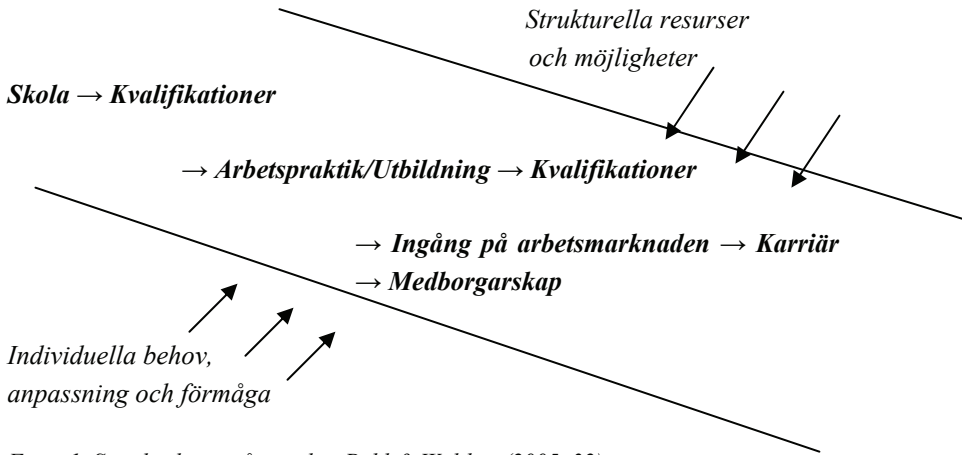 Strukturella resurser
och möjligheter
Skola → Kvalifikationer
→ Arbetspraktik/Utbildning → Kvalifikationer
→ Ingång på arbetsmarknaden → Karriär
→ Medborgarskap
Individuella behov,
anpassning och förmåga